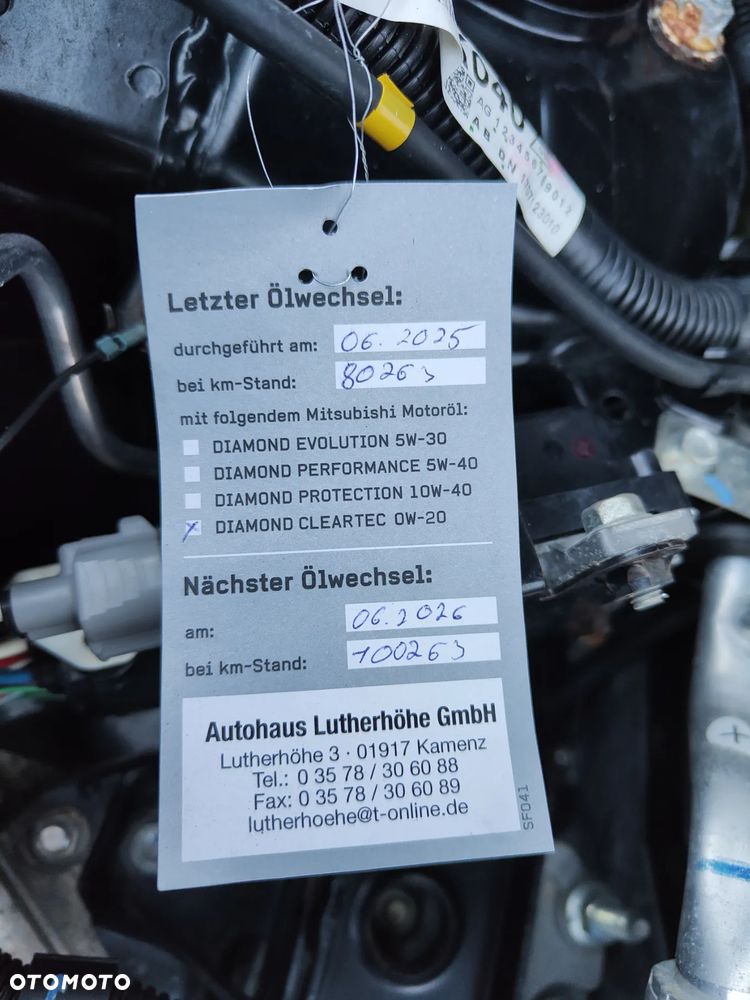 AG 1234567 9012
Letzter Ölwechsel:
durchgeführt am: 06.2025
bei km-Stand: 80263
mit folgendem Mitsubishi Motoröl:
DIAMOND EVOLUTION 5W-30
DIAMOND PERFORMANCE 5W-40
DIAMOND PROTECTION 10W-40
x DIAMOND CLEARTEC 0W-20
Nächster Ölwechsel:
am: 06.2026
bei km-Stand: 100263
Autohaus Lutherhöhe GmbH
Lutherhöhe 3 · 01917 Kamenz
Tel.: 0 35 78 / 30 60 88
Fax: 0 35 78 / 30 60 89
lutherhoehe@t-online.de
SF041
OTOMOTO